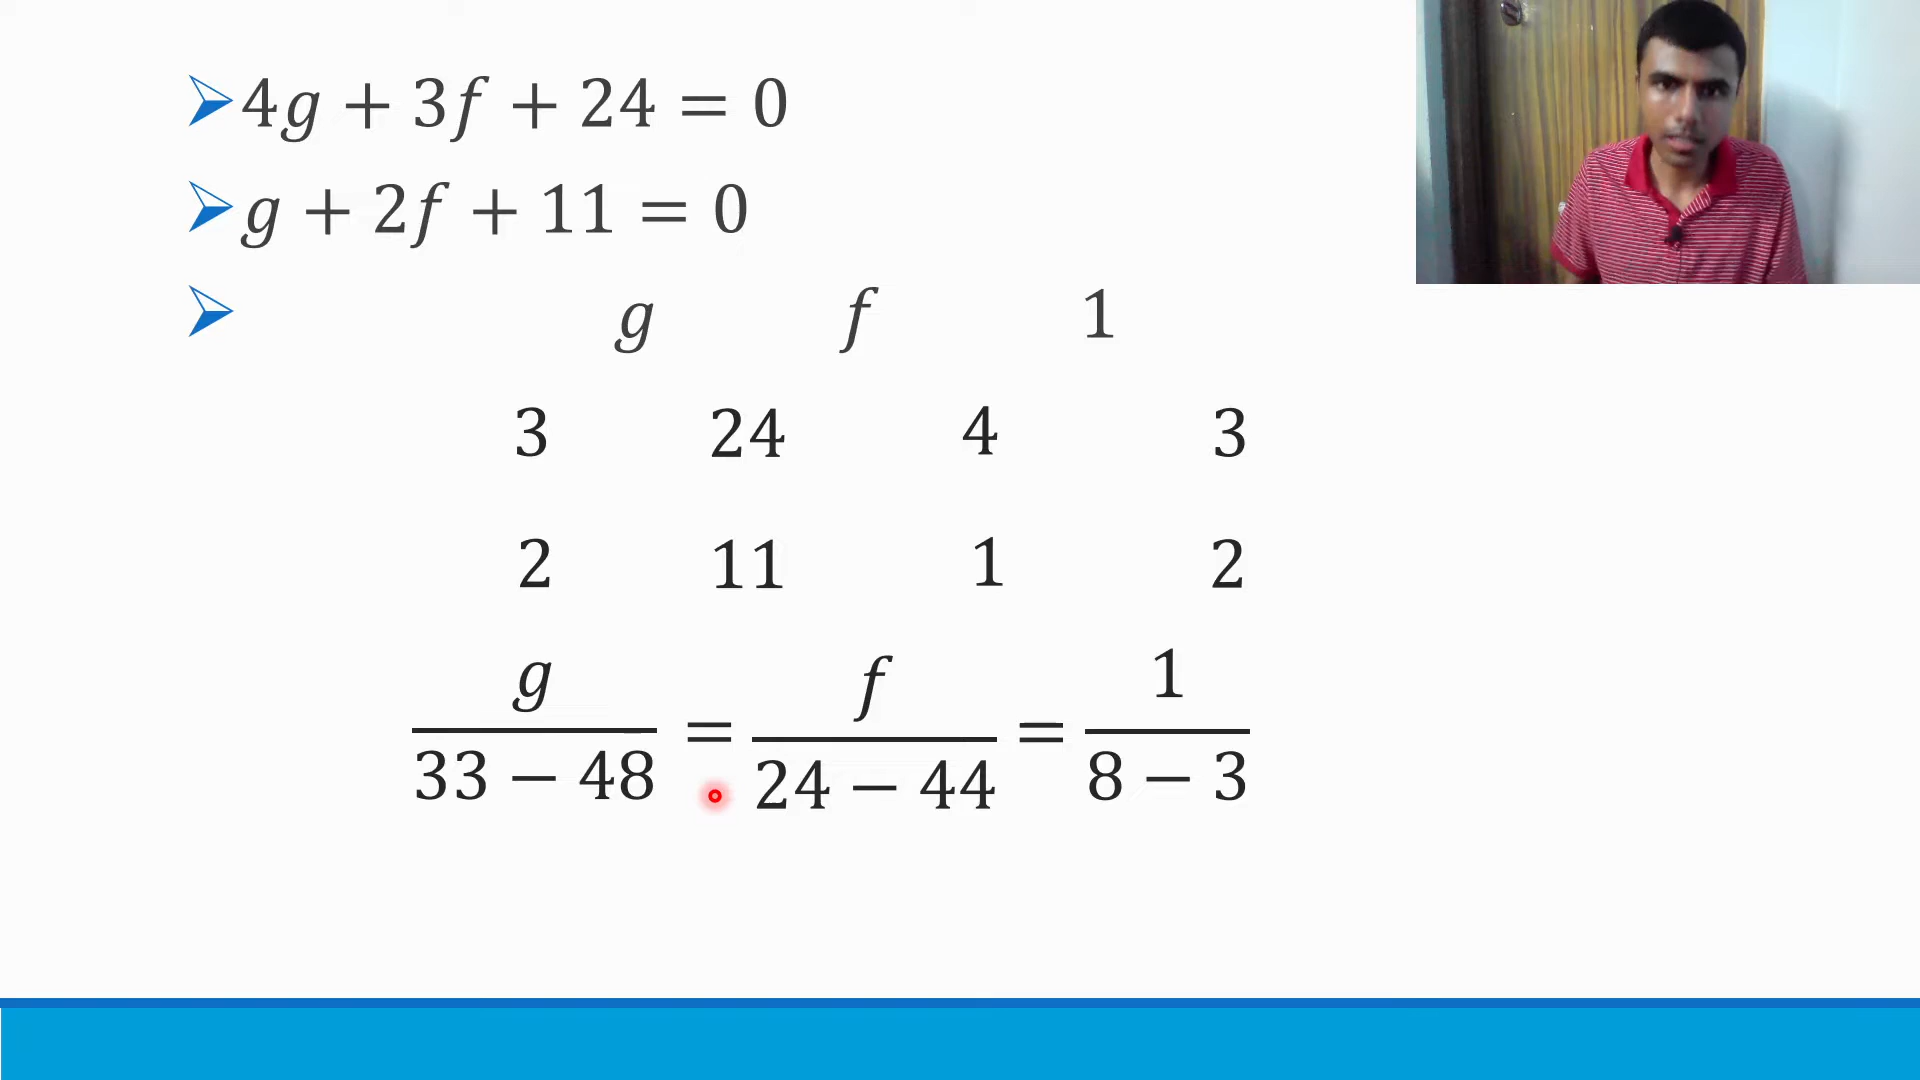 4g + 3f + 24 = 0
g + 2f + 11 = 0
g f 1
3 24 4 3
2 11 1 2
g/(33 − 48) = f/(24 − 44) = 1/(8 − 3)